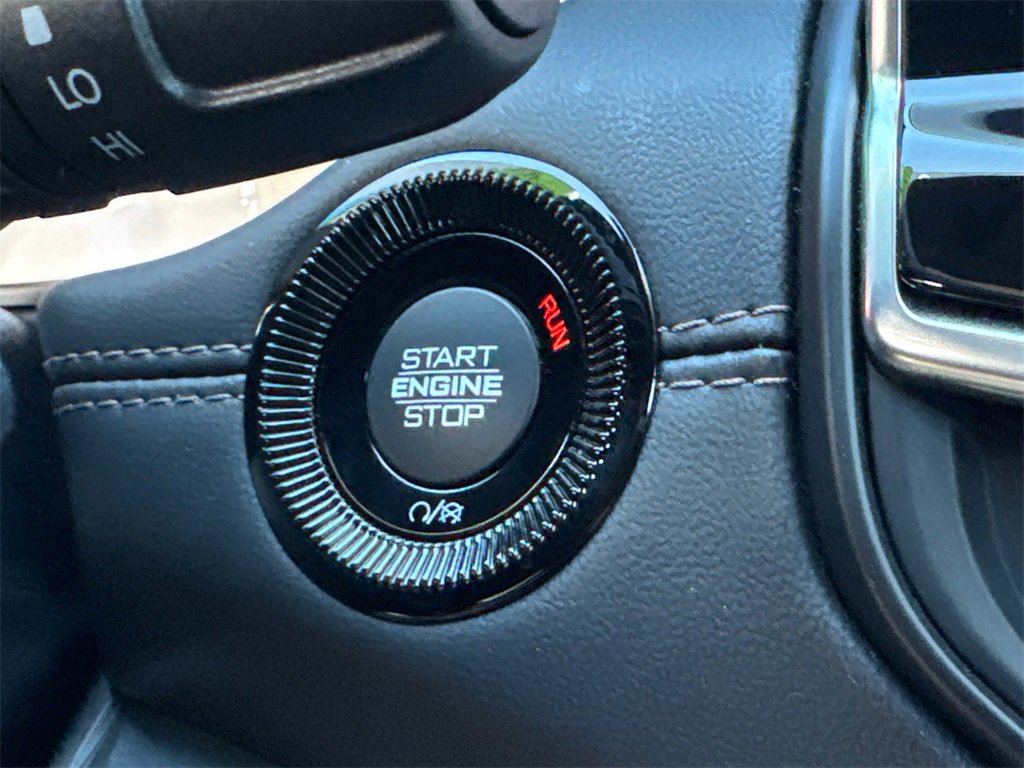 LO
HI
RUN
START
ENGINE
STOP